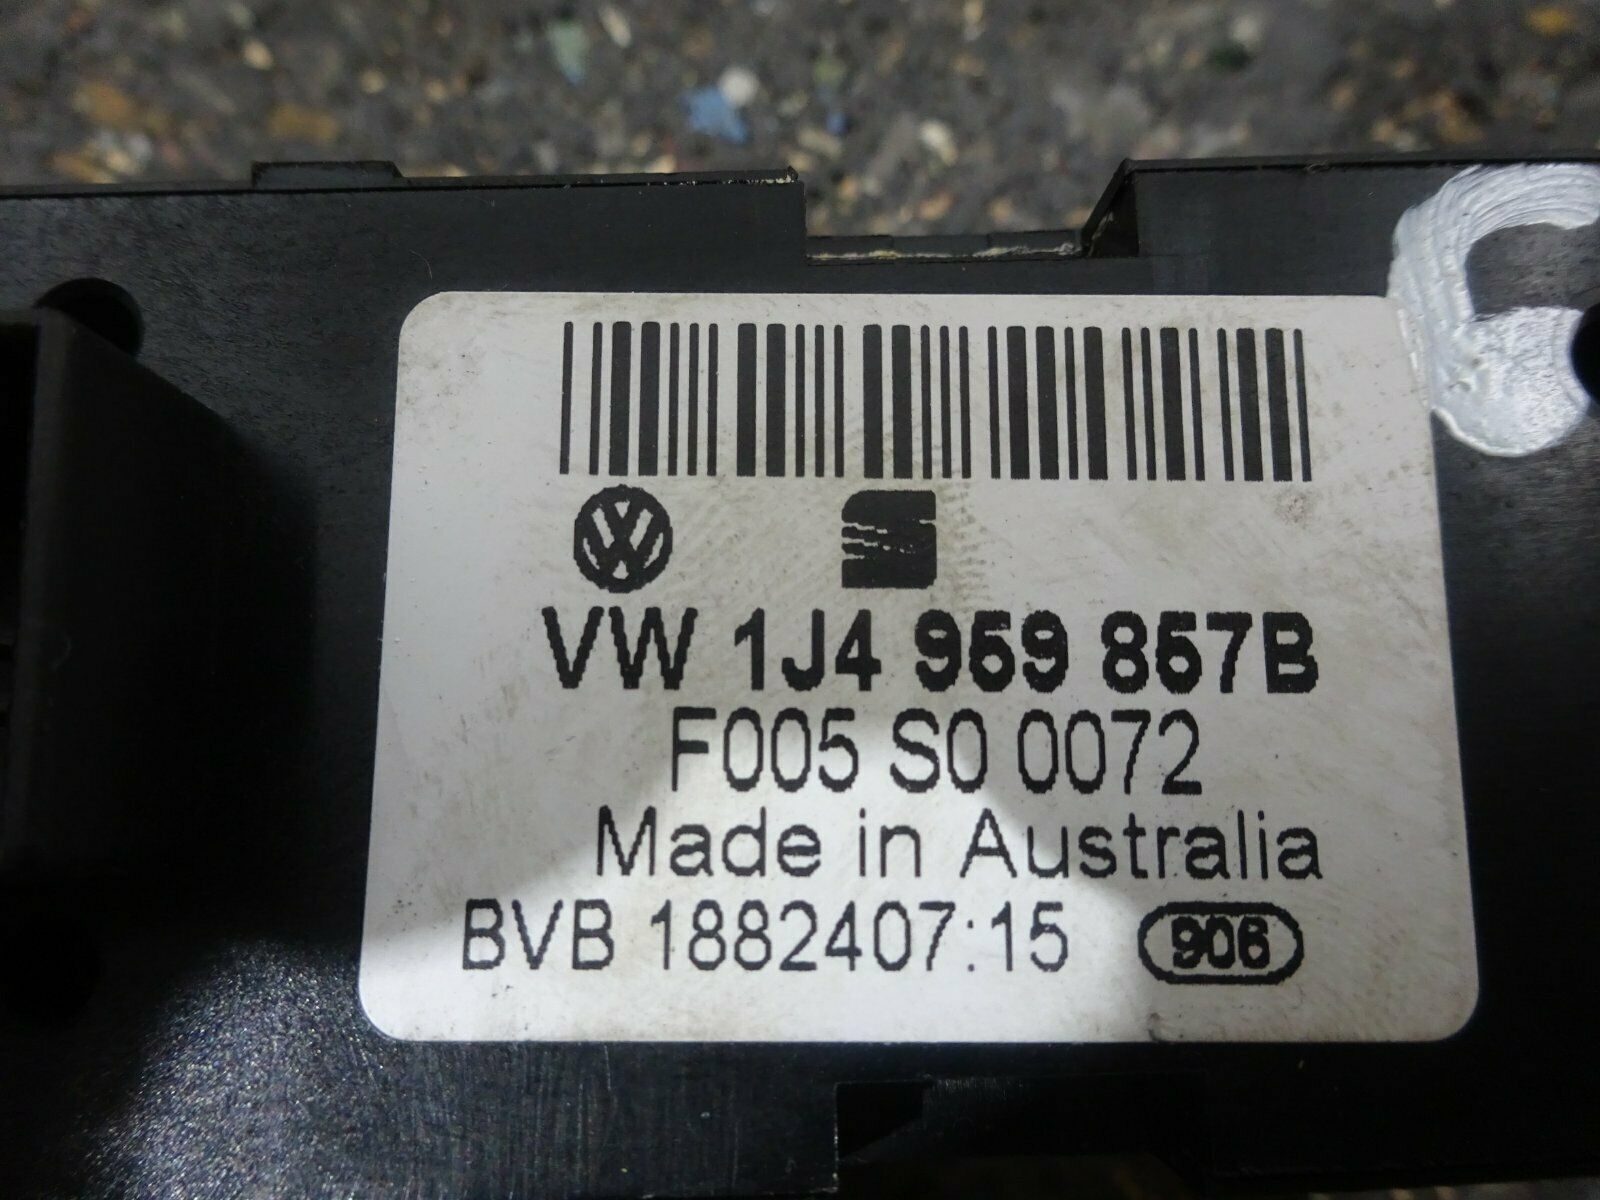 VW 1J4 959 857B
F005 S0 0072
Made in Australia
BVB 1882407:15 906